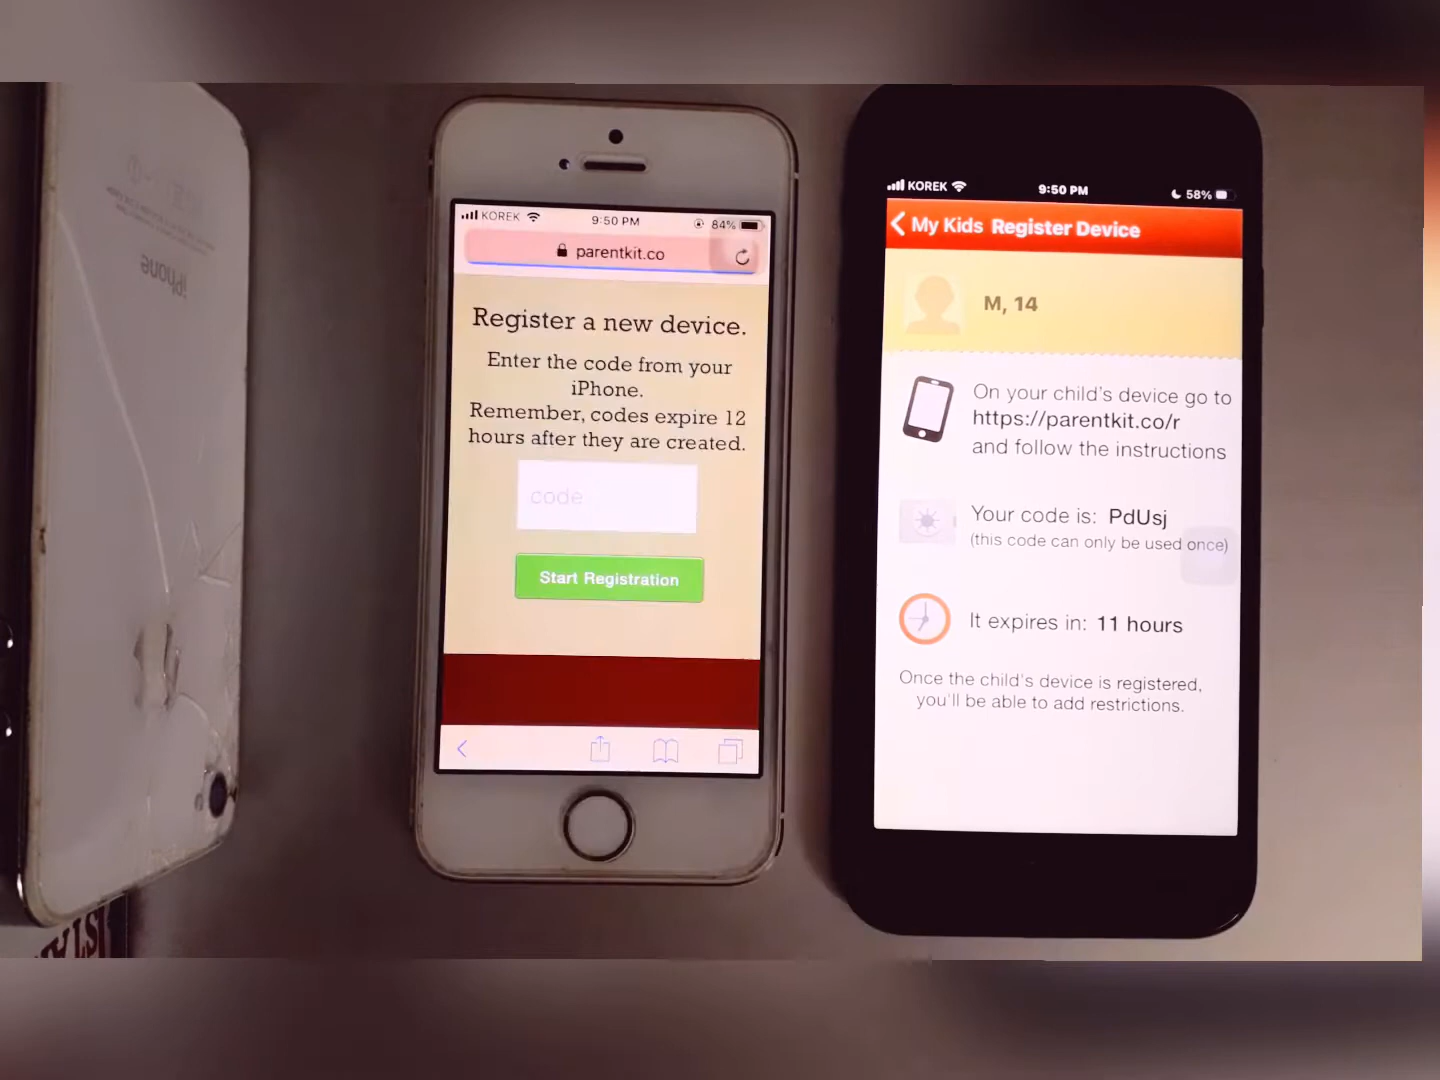 iPhone
KOREK
9:50 PM
84%
parentkit.co
Register a new device.
Enter the code from your
iPhone.
Remember, codes expire 12
hours after they are created.
code
Start Registration
KOREK
9:50 PM
58%
My Kids Register Device
M, 14
On your child's device go to
https://parentkit.co/r
and follow the instructions
Your code is: PdUsj
(this code can only be used once)
It expires in: 11 hours
Once the child's device is registered,
you'll be able to add restrictions.